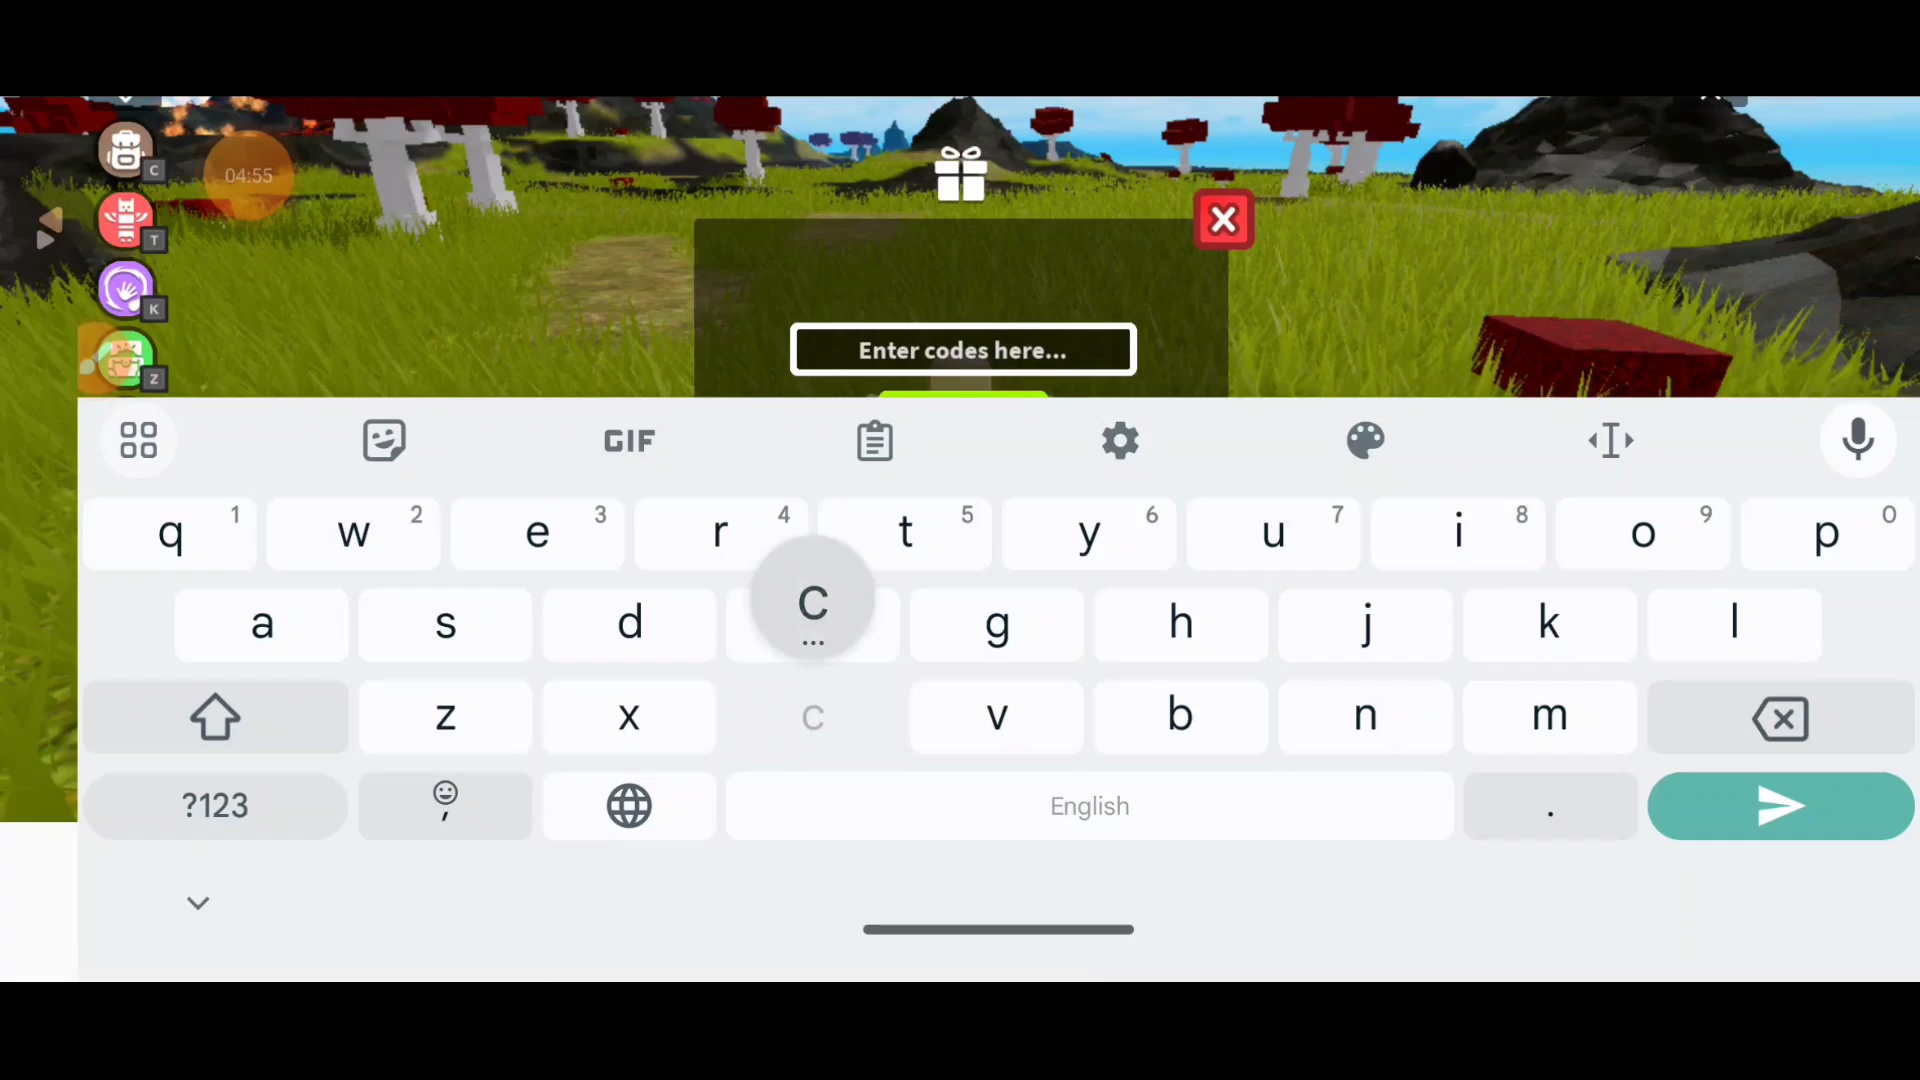 C
04:55
T
K
Z
Enter codes here...
GIF
q 1 w 2 e 3 r 4 t 5 y 6 u 7 i 8 o 9 p 0
a s d c ... g h j k l
z x c v b n m
?123 , English .